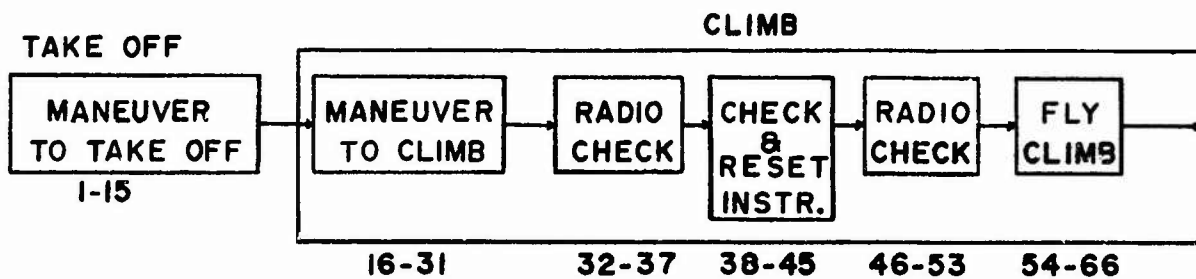 CLIMB
TAKE OFF
MANEUVER
TO TAKE OFF
1-15
MANEUVER
TO CLIMB
RADIO
CHECK
CHECK
&
RESET
INSTR.
RADIO
CHECK
FLY
CLIMB
16-31
32-37
38-45
46-53
54-66